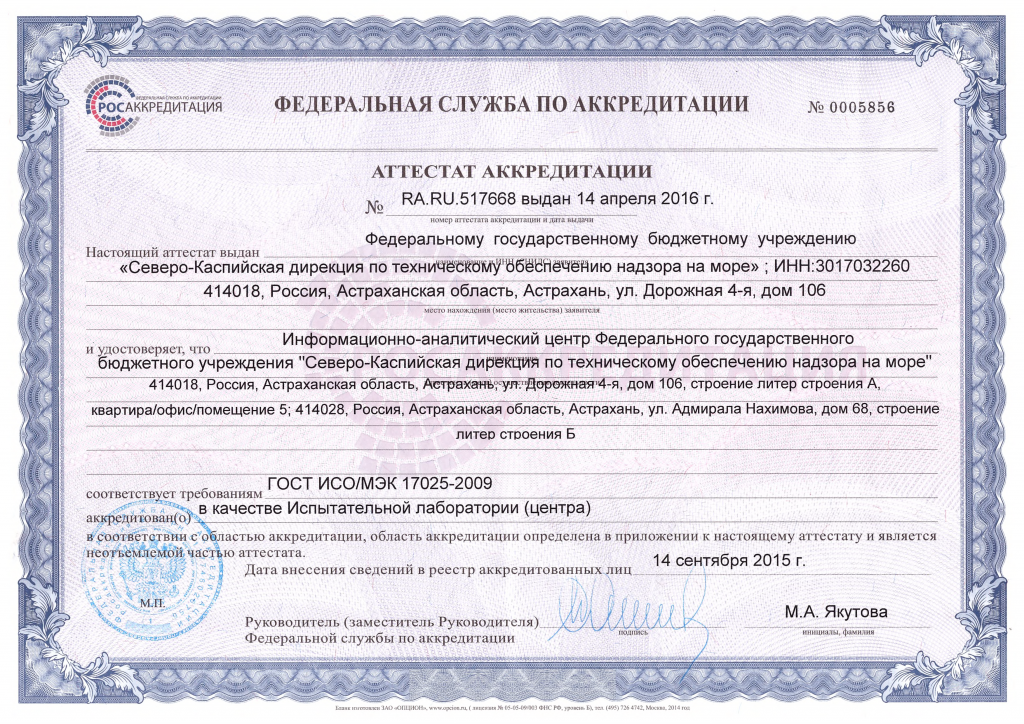 ФЕДЕРАЛЬНАЯ СЛУЖБА ПО АККРЕДИТАЦИИ
РОСАККРЕДИТАЦИЯ
ФЕДЕРАЛЬНАЯ СЛУЖБА ПО АККРЕДИТАЦИИ
№ 0005856
АТТЕСТАТ АККРЕДИТАЦИИ
№ RA.RU.517668 выдан 14 апреля 2016 г.
номер аттестата аккредитации и дата выдачи
Настоящий аттестат выдан Федеральному государственному бюджетному учреждению
«Северо-Каспийская дирекция по техническому обеспечению надзора на море» ; ИНН:3017032260
414018, Россия, Астраханская область, Астрахань, ул. Дорожная 4-я, дом 106
место нахождения (место жительства) заявителя
и удостоверяет, что Информационно-аналитический центр Федерального государственного
бюджетного учреждения "Северо-Каспийская дирекция по техническому обеспечению надзора на море"
414018, Россия, Астраханская область, Астрахань, ул. Дорожная 4-я, дом 106, строение литер строения А,
квартира/офис/помещение 5; 414028, Россия, Астраханская область, Астрахань, ул. Адмирала Нахимова, дом 68, строение
литер строения Б
соответствует требованиям ГОСТ ИСО/МЭК 17025-2009
аккредитован(о) в качестве Испытательной лаборатории (центра)
в соответствии с областью аккредитации, область аккредитации определена в приложении к настоящему аттестату и является
неотъемлемой частью аттестата.
Дата внесения сведений в реестр аккредитованных лиц 14 сентября 2015 г.
М.П.
Руководитель (заместитель Руководителя)
Федеральной службы по аккредитации
подпись
М.А. Якутова
инициалы, фамилия
Бланк изготовлен ЗАО «ОПЦИОН», www.opcion.ru, ( лицензия № 05-05-09/003 ФНС РФ, уровень Б), тел. (495) 726 4742, Москва, 2014 год